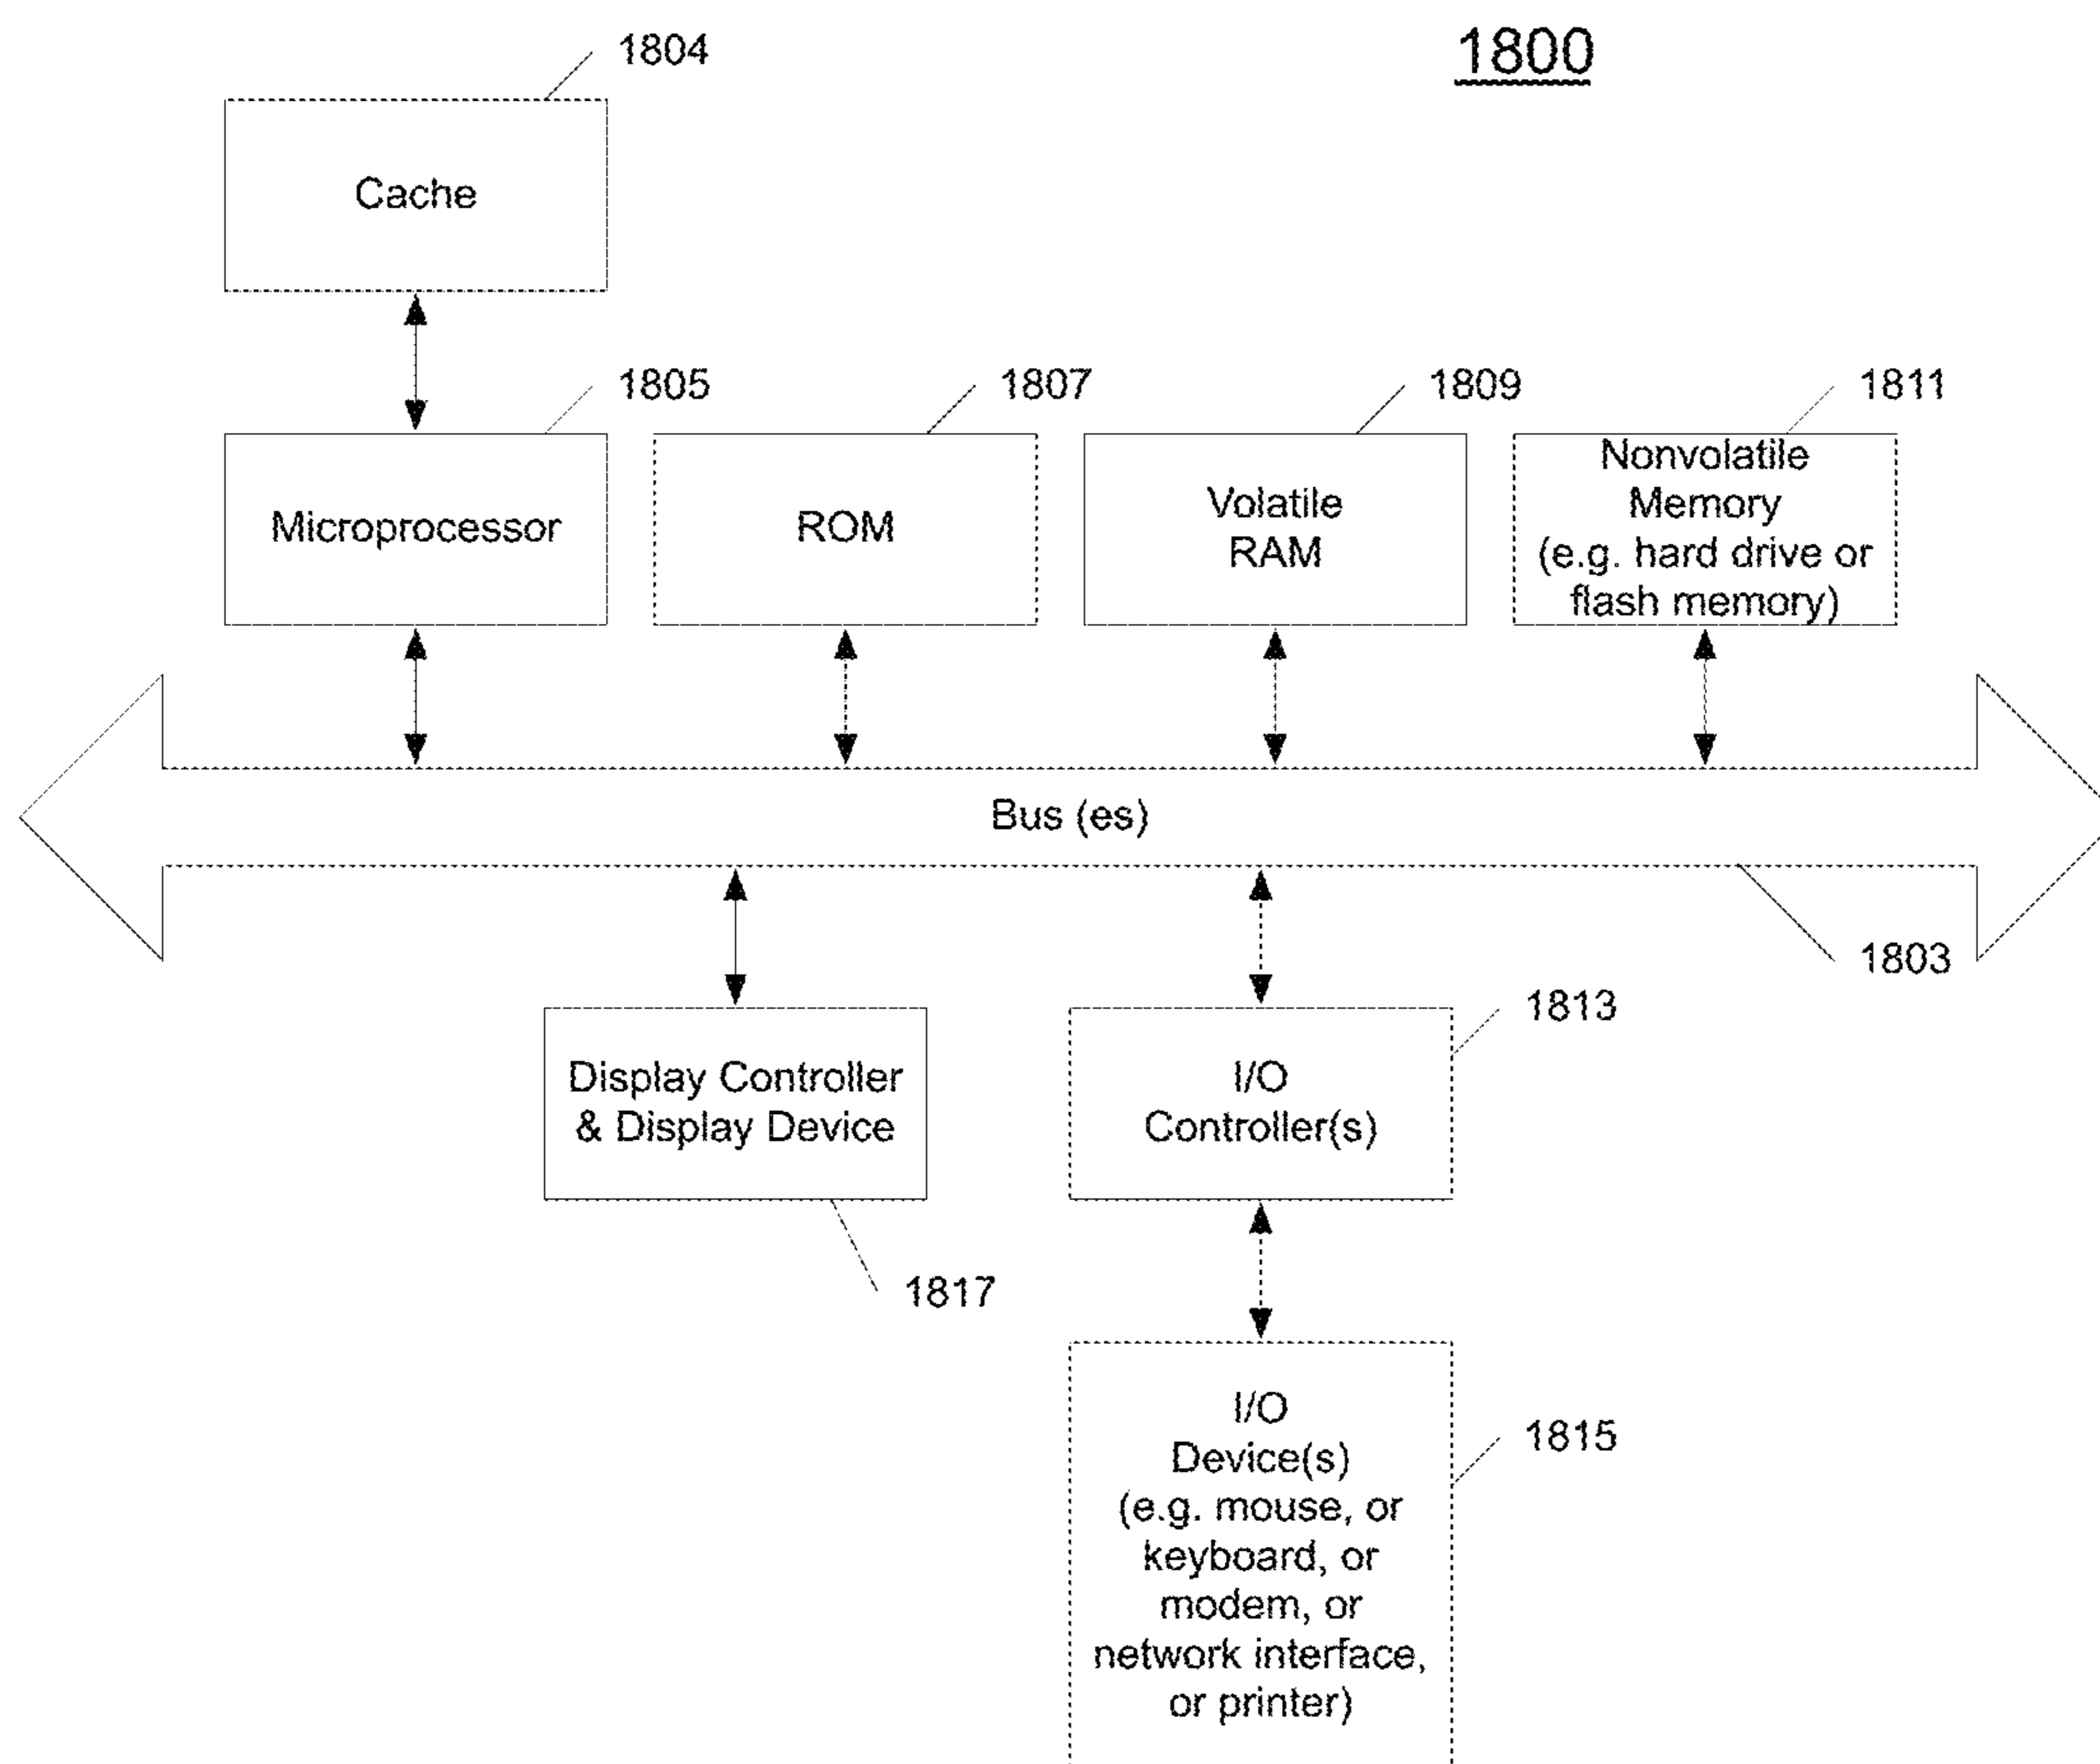 1804
1800
Cache
1805
1807
1809
1811
Microprocessor
ROM
Volatile
RAM
Nonvolatile
Memory
(e.g. hard drive or
flash memory)
Bus (es)
1803
1813
Display Controller
& Display Device
I/O
Controller(s)
1817
I/O
Device(s)
(e.g. mouse, or
keyboard, or
modem, or
network interface,
or printer)
1815